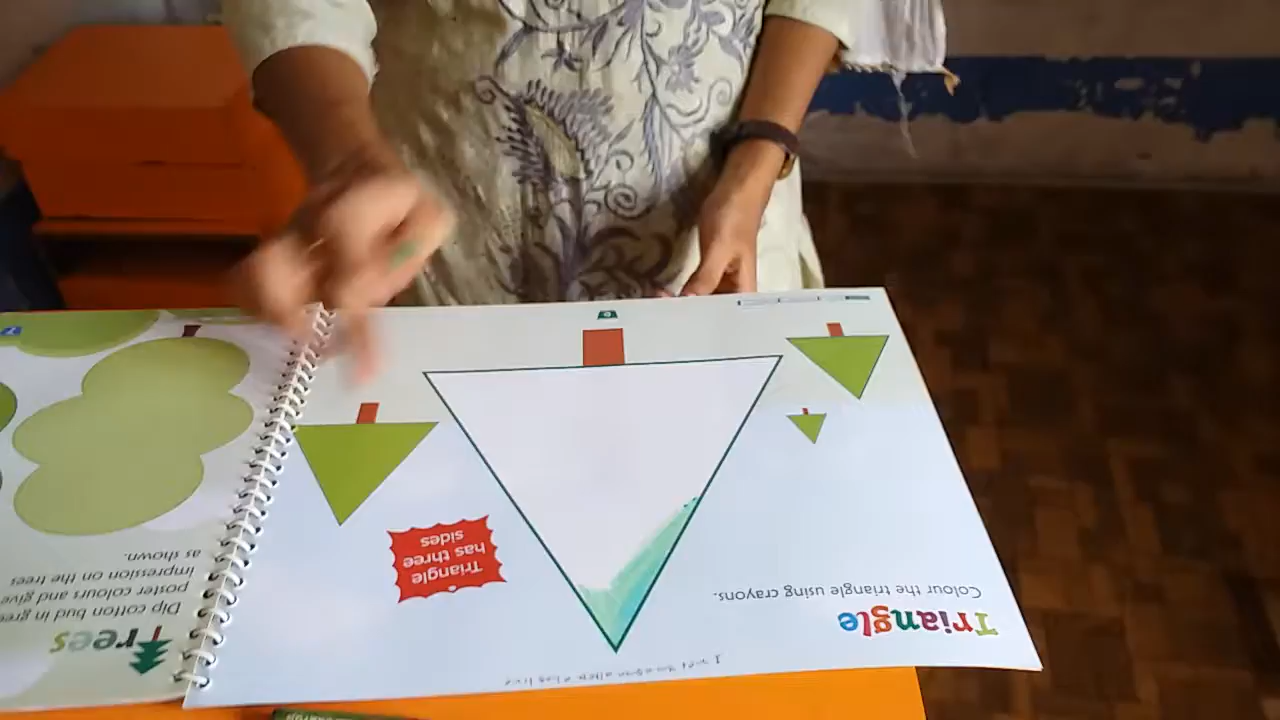 Trees
Dip cotton bud in gree
poster colours and give
impression on the trees
as shown.
Triangle
Colour the triangle using crayons.
Triangle
has three
sides